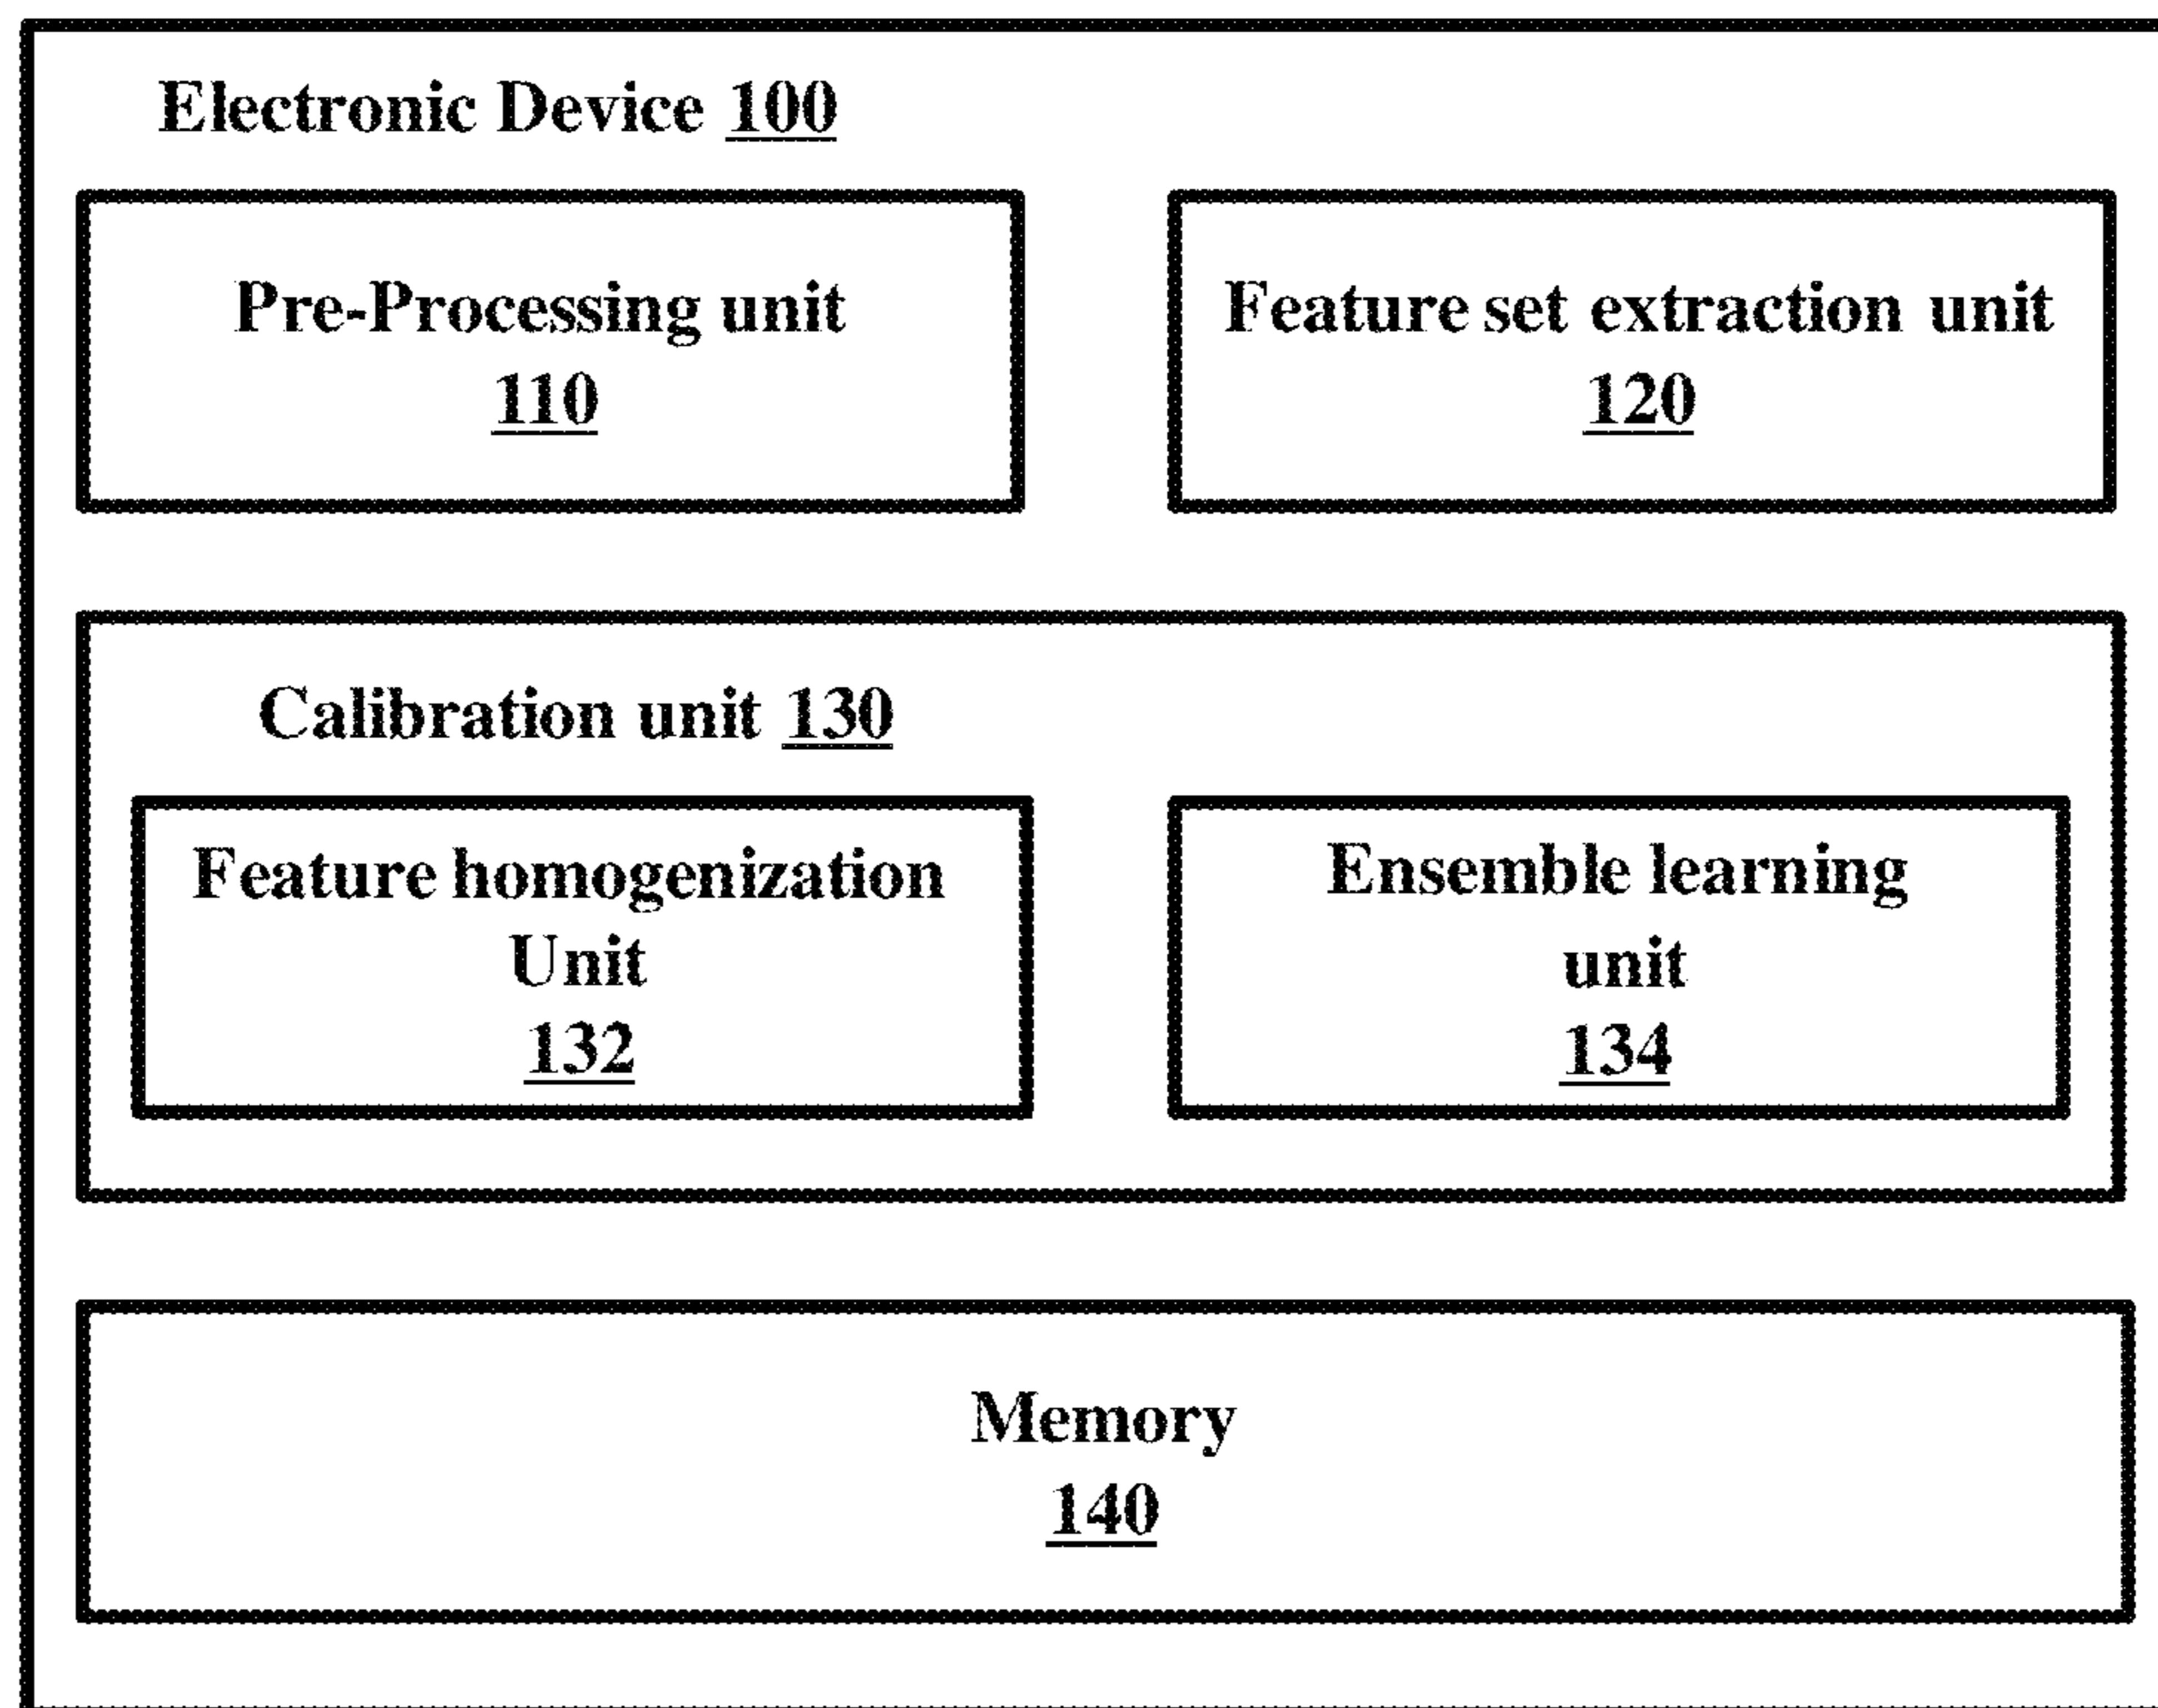 Electronic Device 100
Pre-Processing unit
110
Feature set extraction unit
120
Calibration unit 130
Feature homogenization
Unit
132
Ensemble learning
unit
134
Memory
140